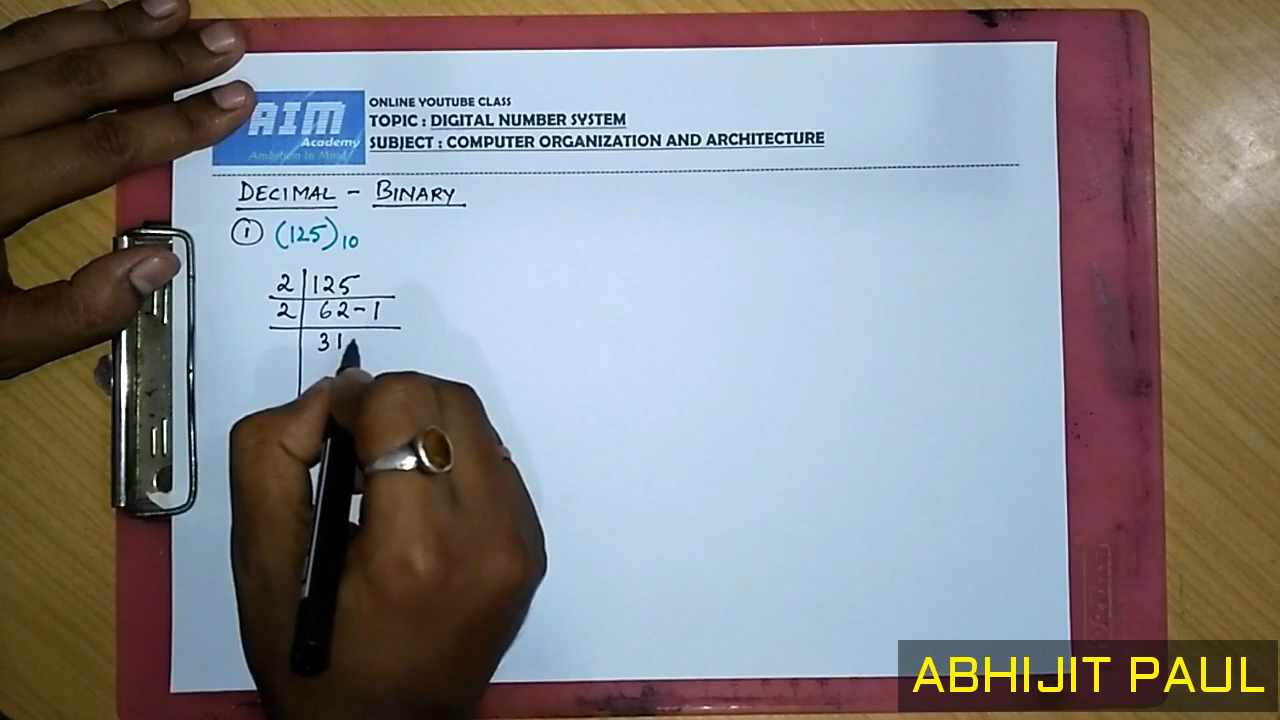 AIM
Academy
Ambition In Mind
ONLINE YOUTUBE CLASS
TOPIC : DIGITAL NUMBER SYSTEM
SUBJECT : COMPUTER ORGANIZATION AND ARCHITECTURE
DECIMAL - BINARY
① (125)10
2 | 125
2 | 62 - 1
31
ABHIJIT PAUL